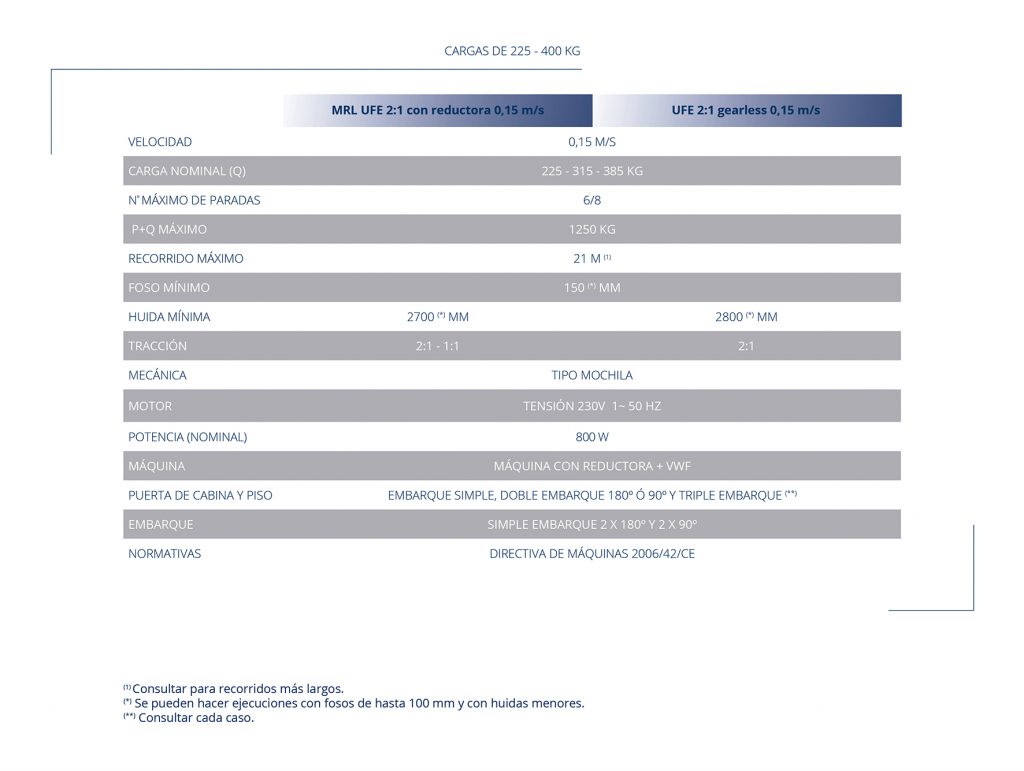 CARGAS DE 225 - 400 KG
MRL UFE 2:1 con reductora 0,15 m/s UFE 2:1 gearless 0,15 m/s
VELOCIDAD 0,15 M/S
CARGA NOMINAL (Q) 225 - 315 - 385 KG
Nº MÁXIMO DE PARADAS 6/8
P+Q MÁXIMO 1250 KG
RECORRIDO MÁXIMO 21 M (1)
FOSO MÍNIMO 150 (*) MM
HUIDA MÍNIMA 2700 (*) MM 2800 (*) MM
TRACCIÓN 2:1 - 1:1 2:1
MECÁNICA TIPO MOCHILA
MOTOR TENSIÓN 230V 1~ 50 HZ
POTENCIA (NOMINAL) 800 W
MÁQUINA MÁQUINA CON REDUCTORA + VWF
PUERTA DE CABINA Y PISO EMBARQUE SIMPLE, DOBLE EMBARQUE 180º Ó 90º Y TRIPLE EMBARQUE (**)
EMBARQUE SIMPLE EMBARQUE 2 X 180º Y 2 X 90º
NORMATIVAS DIRECTIVA DE MÁQUINAS 2006/42/CE
(1) Consultar para recorridos más largos.
(*) Se pueden hacer ejecuciones con fosos de hasta 100 mm y con huidas menores.
(**) Consultar cada caso.